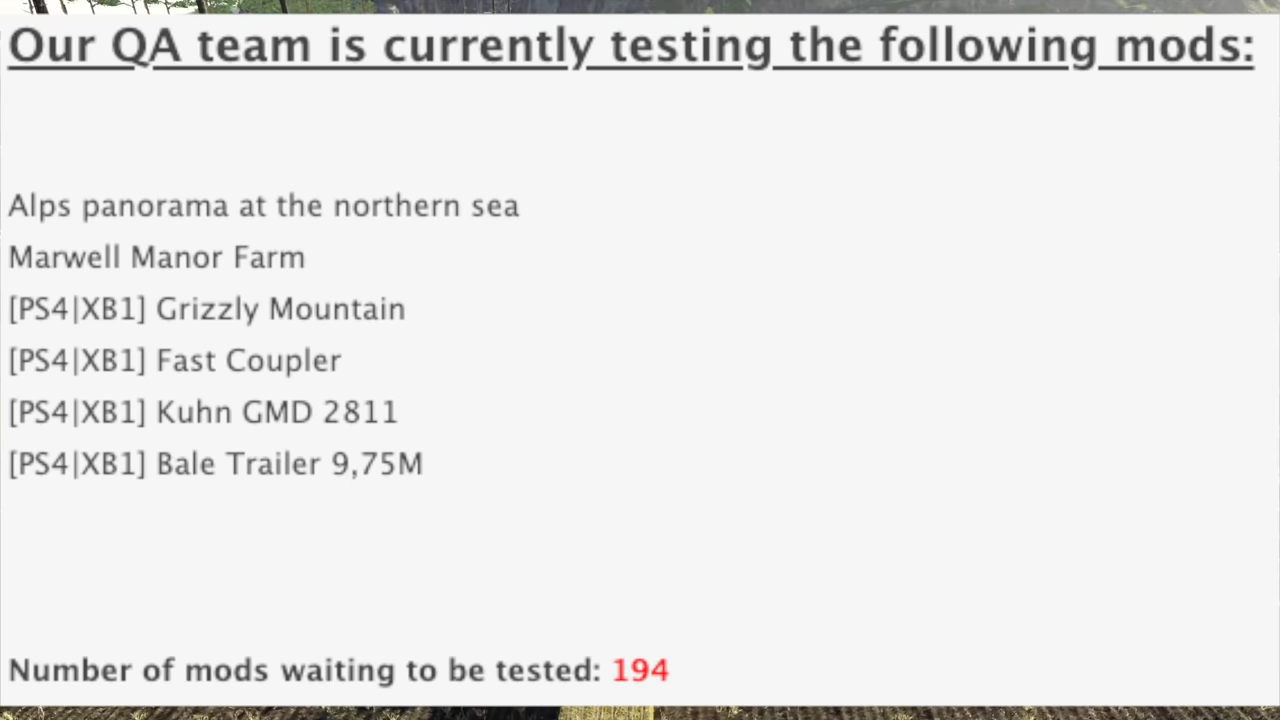 Our QA team is currently testing the following mods:
Alps panorama at the northern sea
Marwell Manor Farm
[PS4|XB1] Grizzly Mountain
[PS4|XB1] Fast Coupler
[PS4|XB1] Kuhn GMD 2811
[PS4|XB1] Bale Trailer 9,75M
Number of mods waiting to be tested: 194